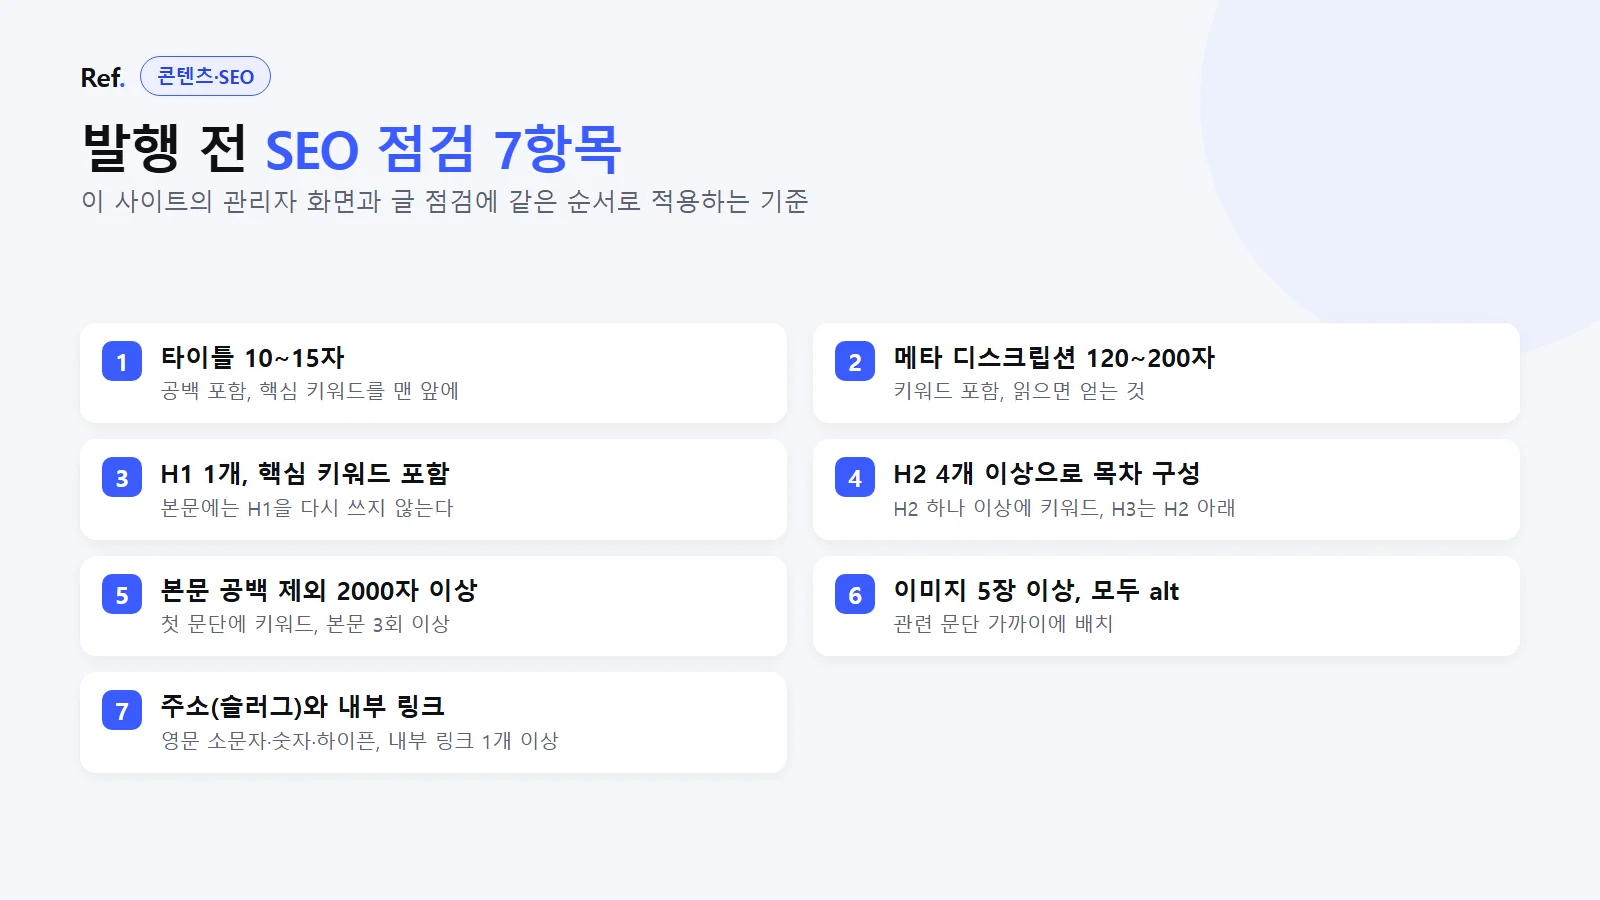 Ref.
콘텐츠·SEO
발행 전 SEO 점검 7항목
이 사이트의 관리자 화면과 글 점검에 같은 순서로 적용하는 기준
1
타이틀 10~15자
공백 포함, 핵심 키워드를 맨 앞에
2
메타 디스크립션 120~200자
키워드 포함, 읽으면 얻는 것
3
H1 1개, 핵심 키워드 포함
본문에는 H1을 다시 쓰지 않는다
4
H2 4개 이상으로 목차 구성
H2 하나 이상에 키워드, H3는 H2 아래
5
본문 공백 제외 2000자 이상
첫 문단에 키워드, 본문 3회 이상
6
이미지 5장 이상, 모두 alt
관련 문단 가까이에 배치
7
주소(슬러그)와 내부 링크
영문 소문자·숫자·하이픈, 내부 링크 1개 이상